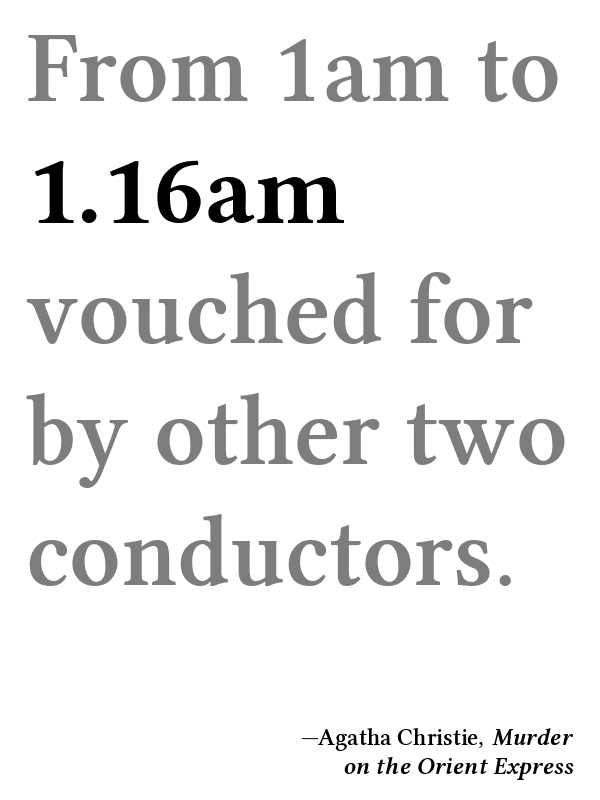 From 1am to
1.16am
vouched for
by other two
conductors.
—Agatha Christie, Murder
on the Orient Express